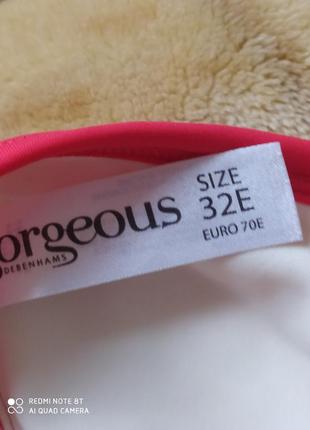 orgeous
DEBENHAMS
SIZE
32E
EURO 70E
REDMI NOTE 8T
AI QUAD CAMERA